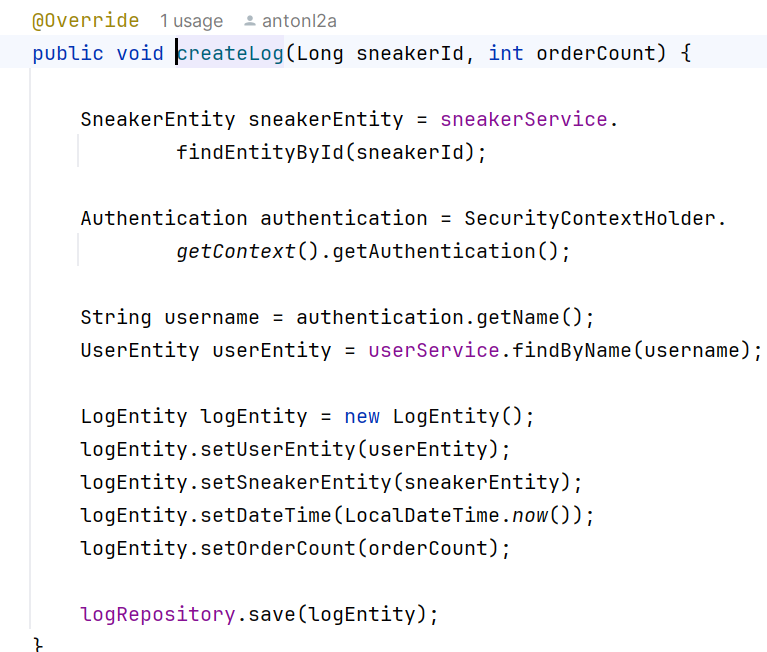 @Override 1 usage antonl2a
public void createLog(Long sneakerId, int orderCount) {
SneakerEntity sneakerEntity = sneakerService.
findEntityById(sneakerId);
Authentication authentication = SecurityContextHolder.
getContext().getAuthentication();
String username = authentication.getName();
UserEntity userEntity = userService.findByName(username);
LogEntity logEntity = new LogEntity();
logEntity.setUserEntity(userEntity);
logEntity.setSneakerEntity(sneakerEntity);
logEntity.setDateTime(LocalDateTime.now());
logEntity.setOrderCount(orderCount);
logRepository.save(logEntity);
}